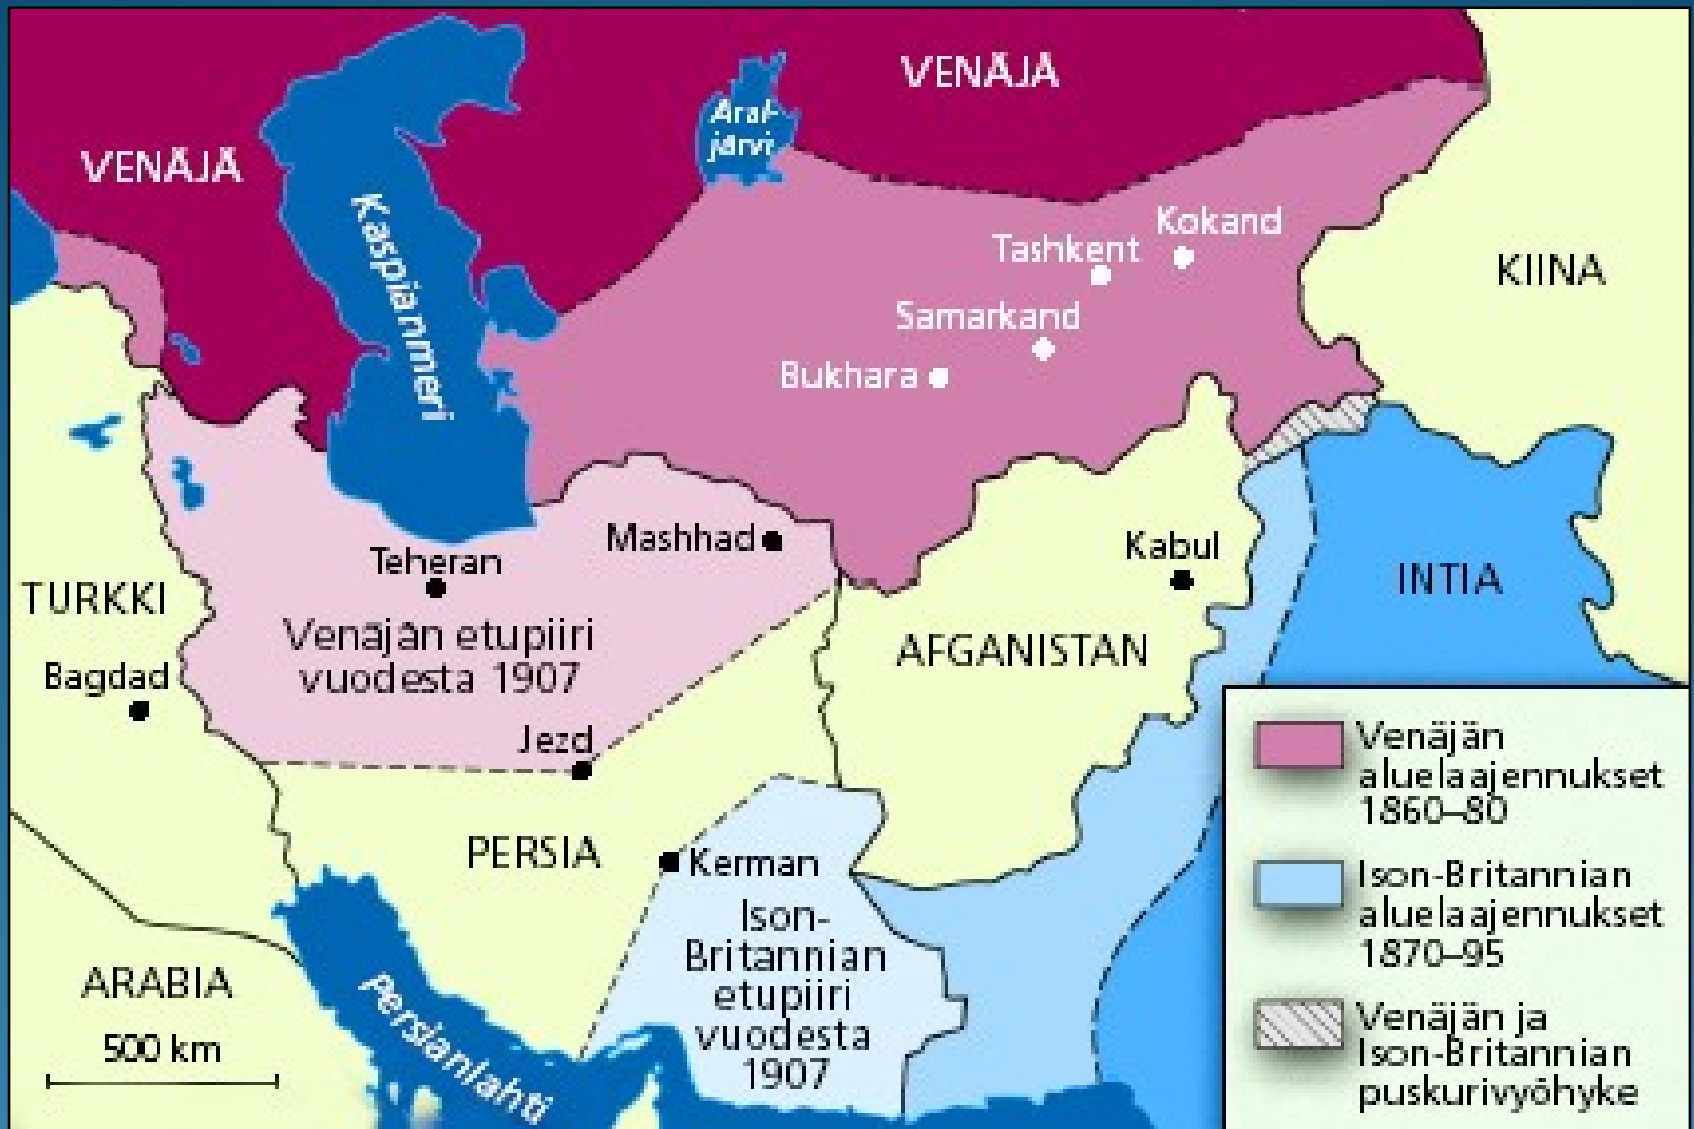 VENÄJÄ
Aral-
järvi
VENÄJÄ
Kaspianmeri
Kokand
Tashkent
KIINA
Samarkand
Bukhara
Mashhad
Teheran
Kabul
TURKKI
INTIA
Venäjän etupiiri
vuodesta 1907
AFGANISTAN
Bagdad
Jezd
PERSIA
Kerman
Ison-
Britannian
etupiiri
vuodesta
1907
ARABIA
Persianlahti
500 km
Venäjän
aluelaajennukset
1860–80
Ison-Britannian
aluelaajennukset
1870–95
Venäjän ja
Ison-Britannian
puskurivyöhyke